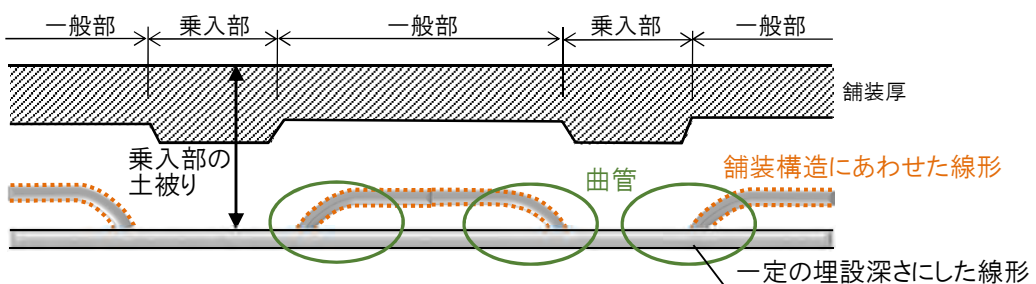 一般部 乗入部 一般部 乗入部 一般部
舗装厚
乗入部の
土被り
曲管
舗装構造にあわせた線形
一定の埋設深さにした線形